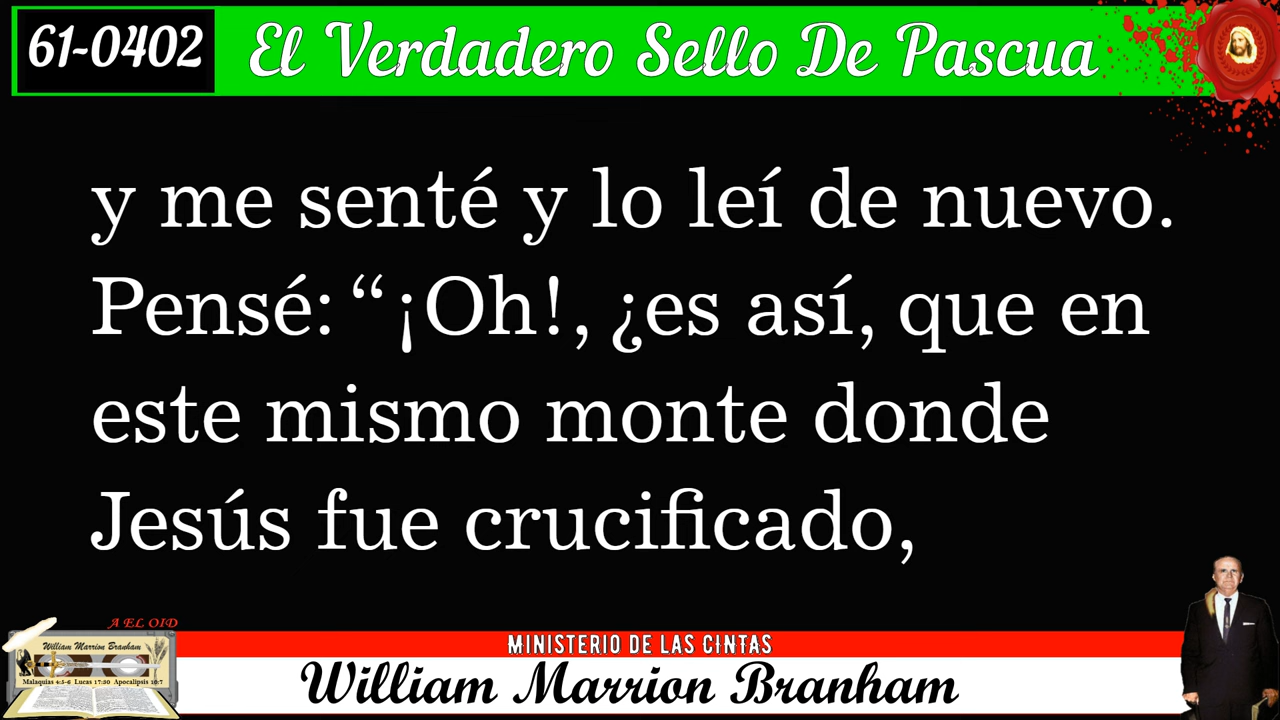 61-0402
El Verdadero Sello De Pascua
y me senté y lo leí de nuevo.
Pensé: “¡Oh!, ¿es así, que en
este mismo monte donde
Jesús fue crucificado,
A EL OID
William Marrion Branham
Malaquias 4:5-6 Lucas 17:30 Apocalipsis 10:7
MINISTERIO DE LAS CINTAS
William Marrion Branham